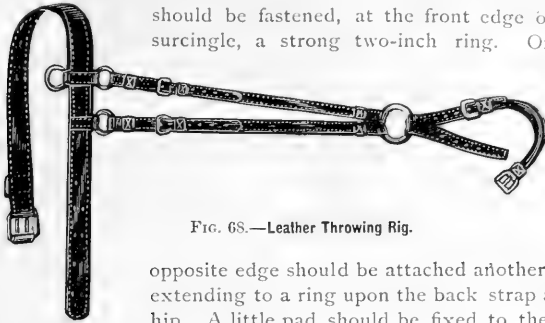 should be fastened, at the front edge o
surcingle, a strong two-inch ring. O
FIG. 68.—Leather Throwing Rig.
opposite edge should be attached another
extending to a ring upon the back strap a
hip. A little pad should be fixed to the